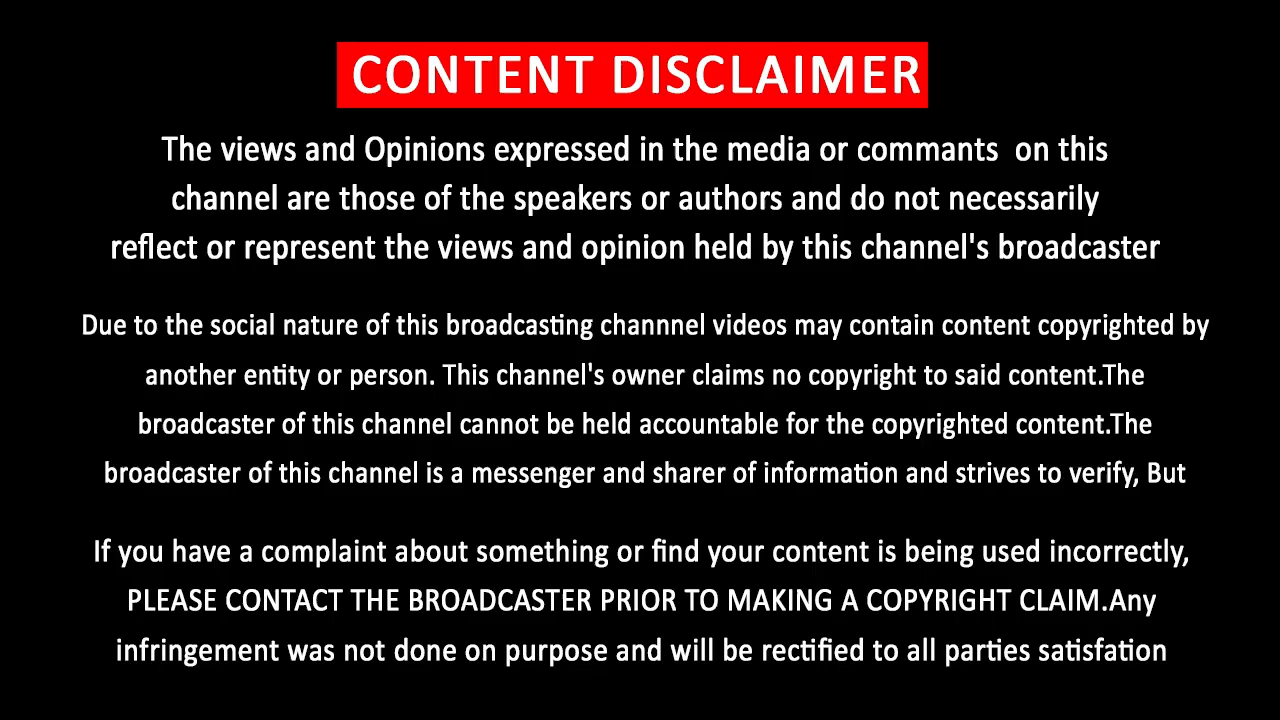 CONTENT DISCLAIMER
The views and Opinions expressed in the media or commants on this
channel are those of the speakers or authors and do not necessarily
reflect or represent the views and opinion held by this channel's broadcaster
Due to the social nature of this broadcasting channnel videos may contain content copyrighted by
another entity or person. This channel's owner claims no copyright to said content.The
broadcaster of this channel cannot be held accountable for the copyrighted content.The
broadcaster of this channel is a messenger and sharer of information and strives to verify, But
If you have a complaint about something or find your content is being used incorrectly,
PLEASE CONTACT THE BROADCASTER PRIOR TO MAKING A COPYRIGHT CLAIM.Any
infringement was not done on purpose and will be rectified to all parties satisfation